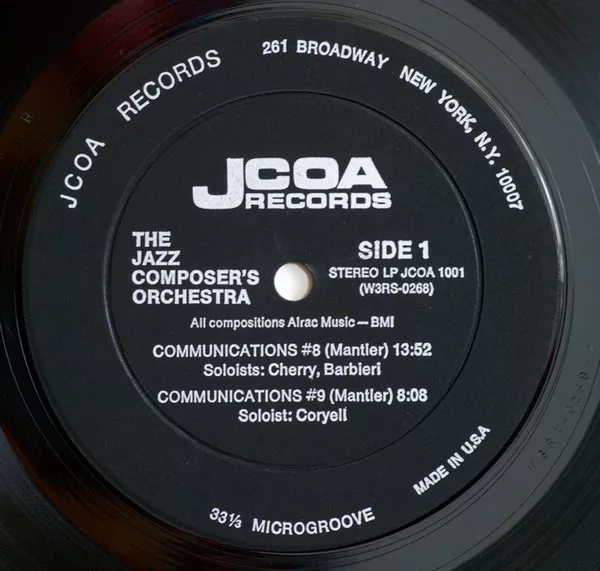 JCOA RECORDS
261 BROADWAY NEW YORK, N.Y. 10007
JCOA
RECORDS
THE
JAZZ
COMPOSER'S
ORCHESTRA
SIDE 1
STEREO LP JCOA 1001
(W3RS-0268)
All compositions Alrac Music — BMI
COMMUNICATIONS #8 (Mantler) 13:52
Soloists: Cherry, Barbieri
COMMUNICATIONS #9 (Mantler) 8:08
Soloist: Coryell
MADE IN U.S.A
33⅓ MICROGROOVE